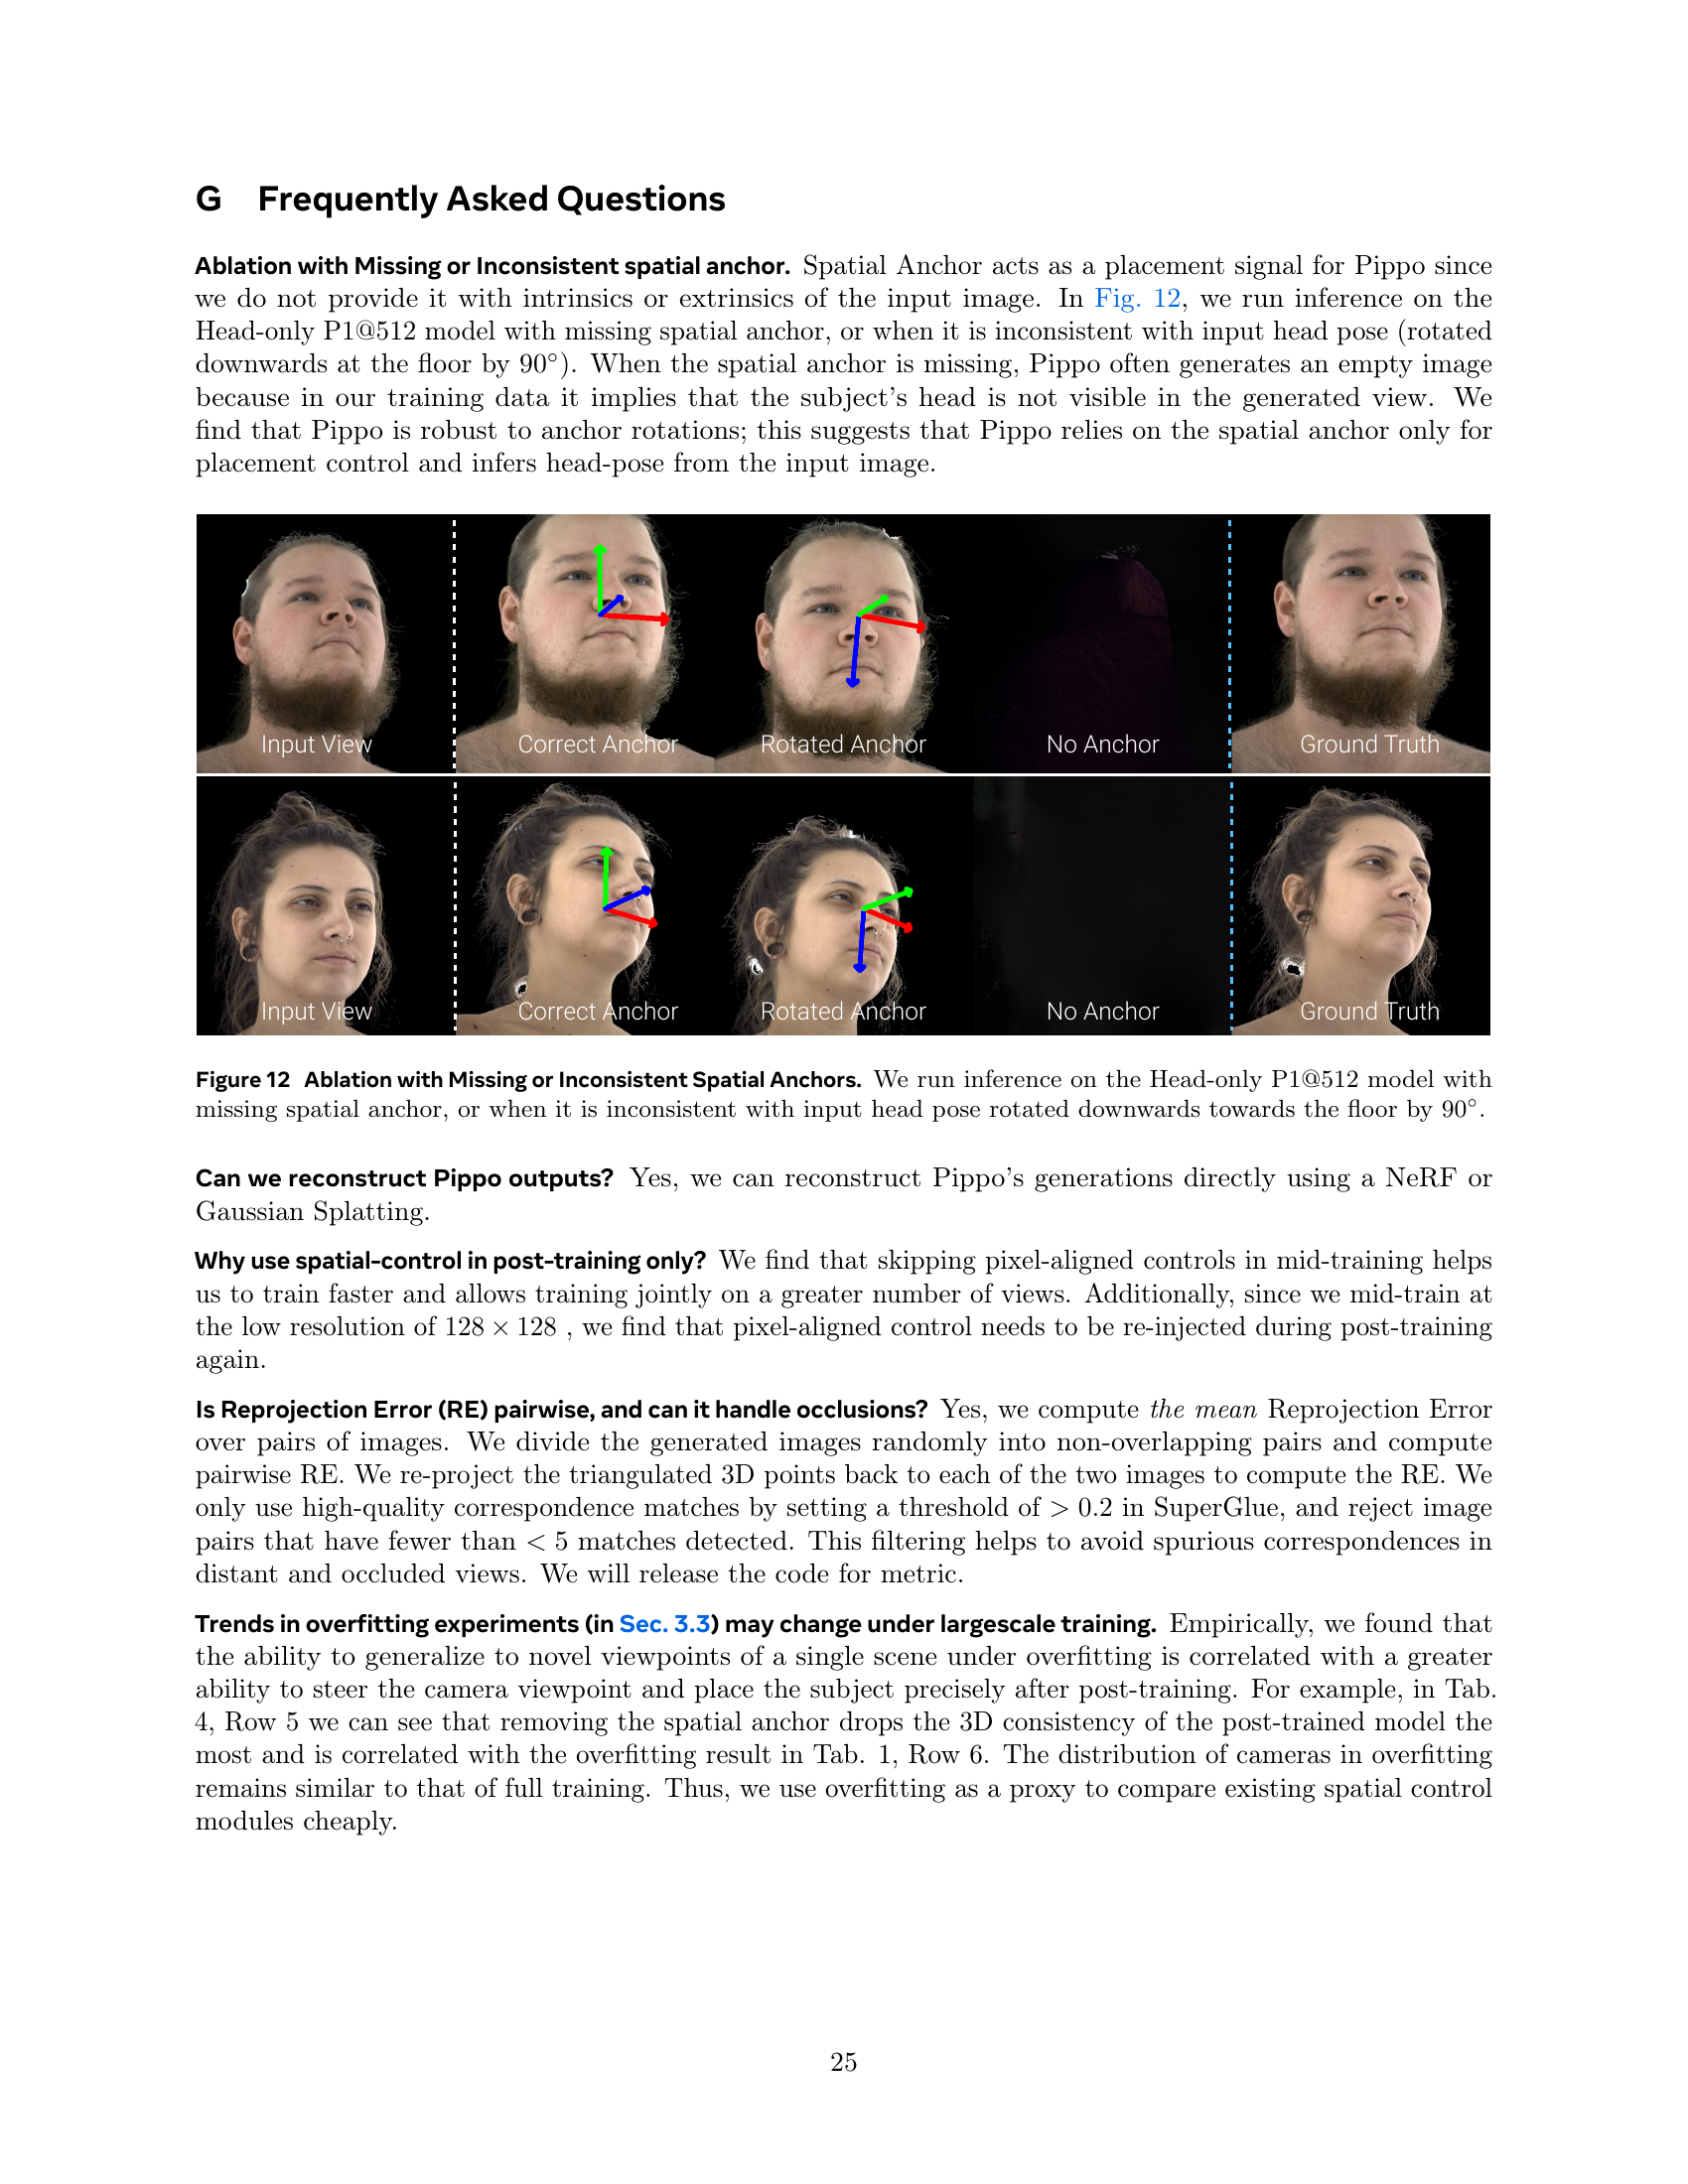 G Frequently Asked Questions
Ablation with Missing or Inconsistent spatial anchor. Spatial Anchor acts as a placement signal for Pippo since
we do not provide it with intrinsics or extrinsics of the input image. In Fig. 12, we run inference on the
Head-only P1@512 model with missing spatial anchor, or when it is inconsistent with input head pose (rotated
downwards at the floor by 90°). When the spatial anchor is missing, Pippo often generates an empty image
because in our training data it implies that the subject's head is not visible in the generated view. We
find that Pippo is robust to anchor rotations; this suggests that Pippo relies on the spatial anchor only for
placement control and infers head-pose from the input image.
Input View Correct Anchor Rotated Anchor No Anchor Ground Truth
Input View Correct Anchor Rotated Anchor No Anchor Ground Truth
Figure 12 Ablation with Missing or Inconsistent Spatial Anchors. We run inference on the Head-only P1@512 model with
missing spatial anchor, or when it is inconsistent with input head pose rotated downwards towards the floor by 90°.
Can we reconstruct Pippo outputs? Yes, we can reconstruct Pippo's generations directly using a NeRF or
Gaussian Splatting.
Why use spatial-control in post-training only? We find that skipping pixel-aligned controls in mid-training helps
us to train faster and allows training jointly on a greater number of views. Additionally, since we mid-train at
the low resolution of 128 × 128 , we find that pixel-aligned control needs to be re-injected during post-training
again.
Is Reprojection Error (RE) pairwise, and can it handle occlusions? Yes, we compute the mean Reprojection Error
over pairs of images. We divide the generated images randomly into non-overlapping pairs and compute
pairwise RE. We re-project the triangulated 3D points back to each of the two images to compute the RE. We
only use high-quality correspondence matches by setting a threshold of > 0.2 in SuperGlue, and reject image
pairs that have fewer than < 5 matches detected. This filtering helps to avoid spurious correspondences in
distant and occluded views. We will release the code for metric.
Trends in overfitting experiments (in Sec. 3.3) may change under largescale training. Empirically, we found that
the ability to generalize to novel viewpoints of a single scene under overfitting is correlated with a greater
ability to steer the camera viewpoint and place the subject precisely after post-training. For example, in Tab.
4, Row 5 we can see that removing the spatial anchor drops the 3D consistency of the post-trained model the
most and is correlated with the overfitting result in Tab. 1, Row 6. The distribution of cameras in overfitting
remains similar to that of full training. Thus, we use overfitting as a proxy to compare existing spatial control
modules cheaply.
25